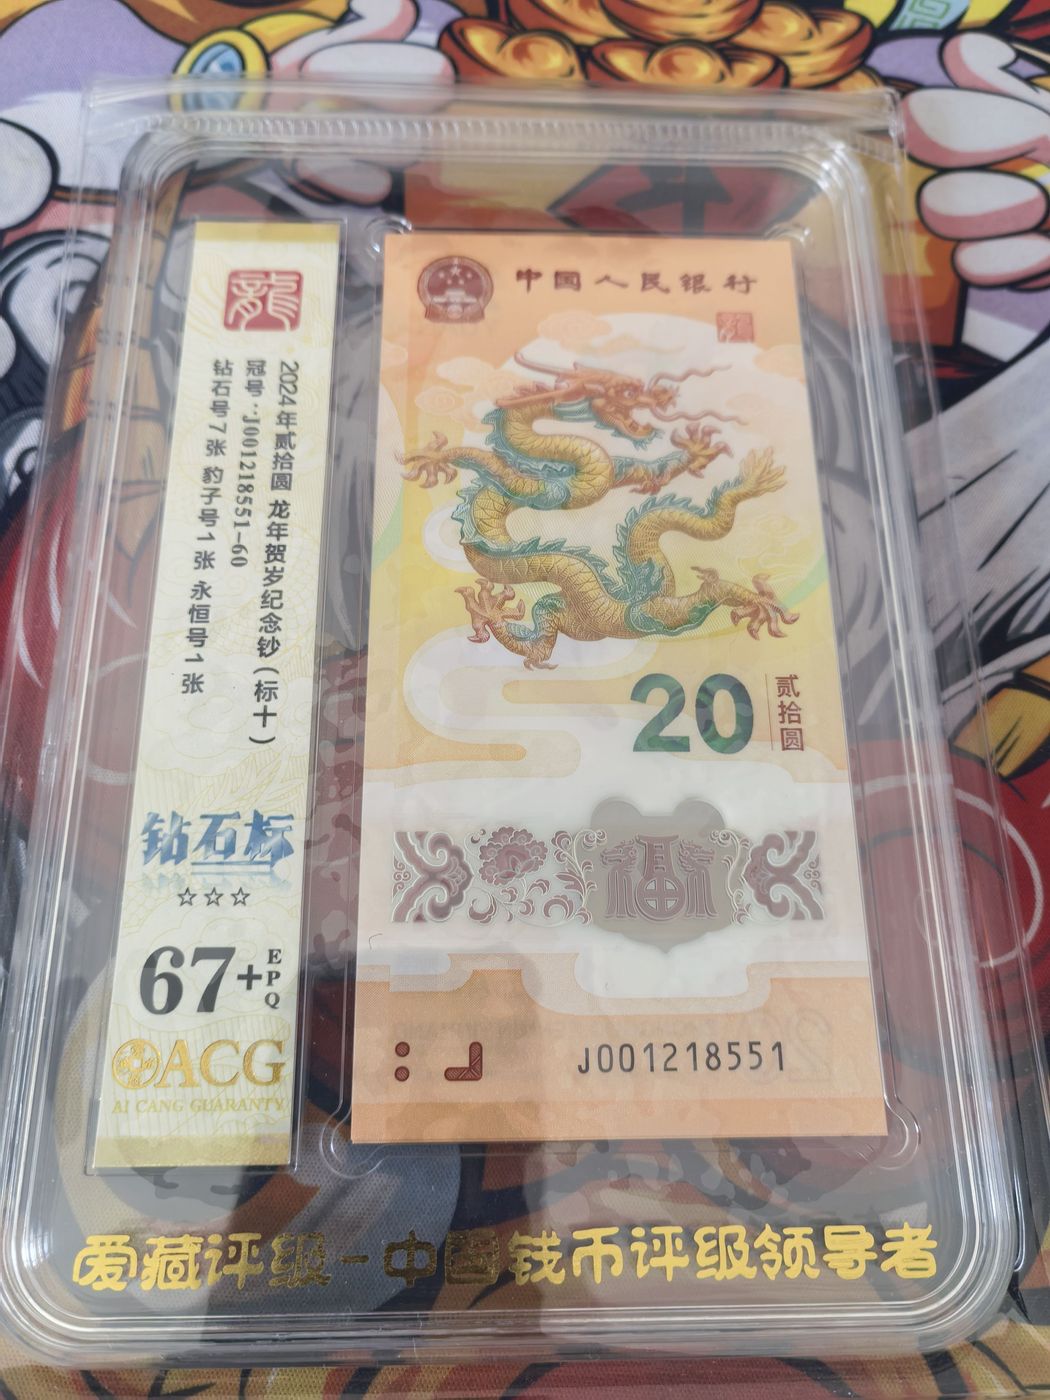 龍
2024年贰拾圆 龙年贺岁纪念钞（标十）
冠号：J001218551-60
钻石号7张 豹子号1张 永恒号1张
钻石标
☆☆☆
67+EPQ
ACG
AI CANG GUARANTY
中国人民银行
20
贰拾圆
福
J001218551
爱藏评级-中国钱币评级领导者